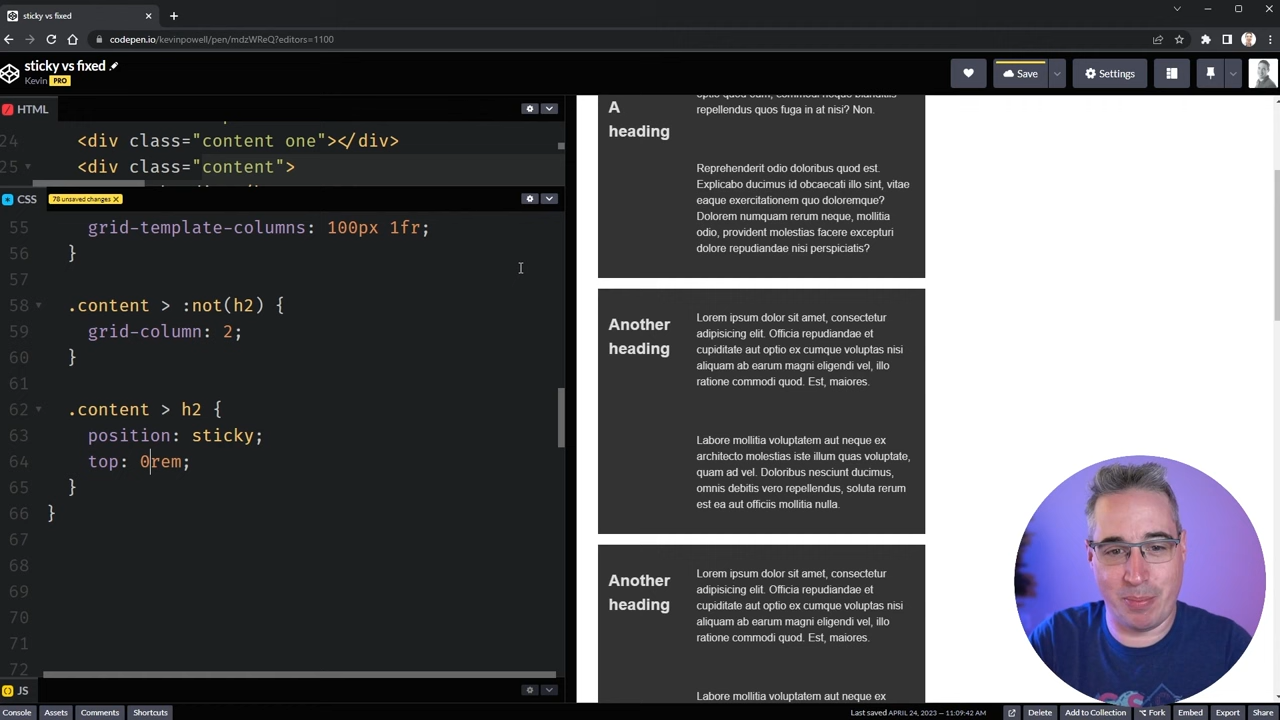 sticky vs fixed
codepen.io/kevinpowell/pen/mdzWReQ?editors=1100
sticky vs fixed
Kevin PRO
Save
Settings
HTML
24 <div class="content one"></div>
25 <div class="content">
CSS
78 unsaved changes ×
55 grid-template-columns: 100px 1fr;
56 }
57
58 .content > :not(h2) {
59 grid-column: 2;
60 }
61
62 .content > h2 {
63 position: sticky;
64 top: 0rem;
65 }
66 }
67
68
69
70
71
72
JS
A
heading
repellendus quos fuga in at nisi? Non.
Reprehenderit odio doloribus quod est.
Explicabo ducimus id obcaecati illo sint, vitae
eaque exercitationem quo doloremque?
Dolorem numquam rerum neque, mollitia
odio, provident molestias facere excepturi
dolore repudiandae nisi perspiciatis?
Another
heading
Lorem ipsum dolor sit amet, consectetur
adipisicing elit. Officia repudiandae et
cupiditate aut optio ex cumque voluptas nisi
aliquam ab earum magni eligendi vel, illo
ratione commodi quod. Est, maiores.
Labore mollitia voluptatem aut neque ex
architecto molestias iste illum quas voluptate,
quam ad vel. Doloribus nesciunt ducimus,
omnis debitis vero repellendus, soluta rerum
est ea aut officiis mollitia nulla.
Another
heading
Lorem ipsum dolor sit amet, consectetur
adipisicing elit. Officia repudiandae et
cupiditate aut optio ex cumque voluptas nisi
aliquam ab earum magni eligendi vel, illo
ratione commodi quod. Est, maiores.
Labore mollitia voluptatem aut neque ex
Console Assets Comments Shortcuts
Last saved APRIL 24, 2023 — 11:09:42 AM
Delete Add to Collection Fork Embed Export Share